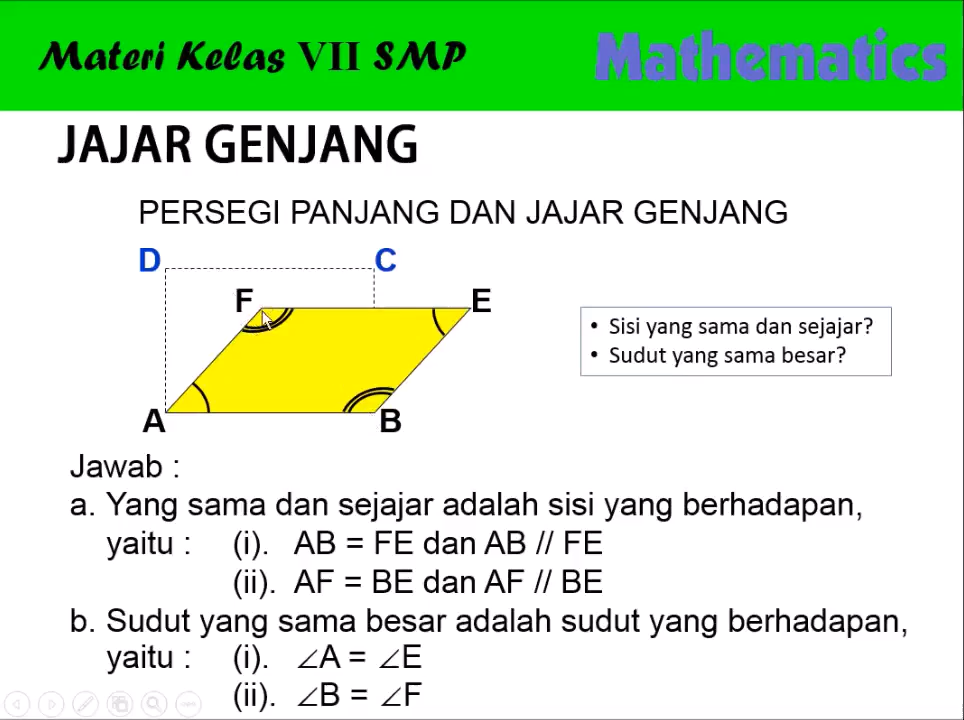 Materi Kelas VII SMP
Mathematics
JAJAR GENJANG
PERSEGI PANJANG DAN JAJAR GENJANG
D
C
F
E
• Sisi yang sama dan sejajar?
• Sudut yang sama besar?
A
B
Jawab :
a. Yang sama dan sejajar adalah sisi yang berhadapan,
yaitu : (i). AB = FE dan AB // FE
(ii). AF = BE dan AF // BE
b. Sudut yang sama besar adalah sudut yang berhadapan,
yaitu : (i). ∠A = ∠E
(ii). ∠B = ∠F